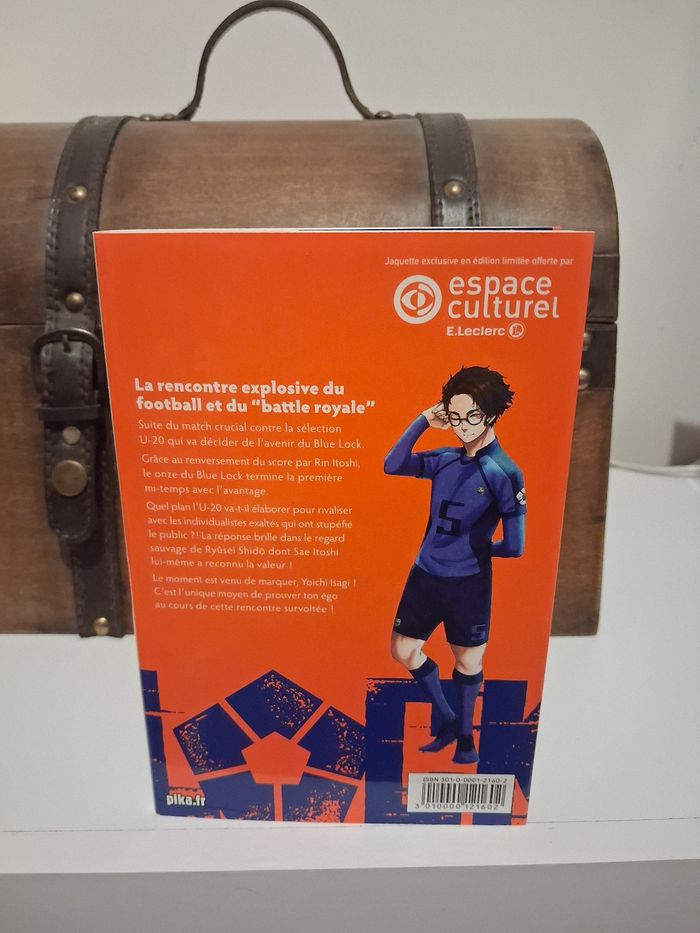 Jaquette exclusive en édition limitée offerte par
espace
culturel
E.Leclerc L
La rencontre explosive du
football et du "battle royale"
Suite du match crucial contre la sélection
U-20 qui va décider de l'avenir du Blue Lock.
Grâce au renversement du score par Rin Itoshi,
le onze du Blue Lock termine la première
mi-temps avec l'avantage.
Quel plan l'U-20 va-t-il élaborer pour rivaliser
avec les individualistes exaltés qui ont stupéfié
le public ?! La réponse brille dans le regard
sauvage de Ryûsei Shidô dont Sae Itoshi
lui-même a reconnu la valeur !
Le moment est venu de marquer, Yoichi Isagi !
C'est l'unique moyen de prouver ton égo
au cours de cette rencontre survoltée !
5
5
pika.fr
ISBN 301-0-0001-2160-2
3 010000 121602